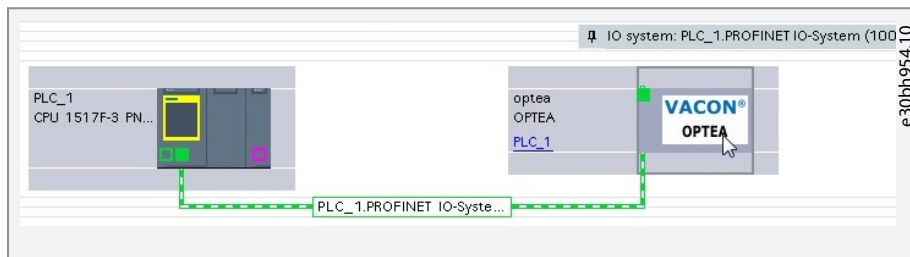 IO system: PLC_1.PROFINET IO-System (100
PLC_1
CPU 1517F-3 PN...
optea
OPTEA
PLC_1
VACON®
OPTEA
PLC_1.PROFINET IO-Syste...
e30bh954.10